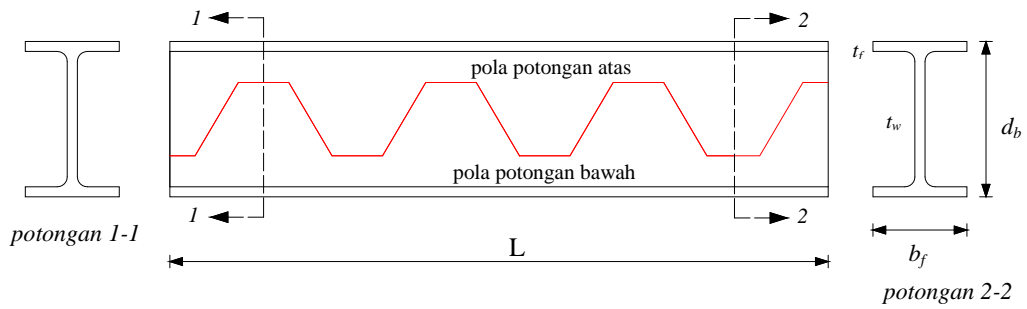 1
2
pola potongan atas
t_f
t_w
d_b
pola potongan bawah
1
2
potongan 1-1
L
b_f
potongan 2-2